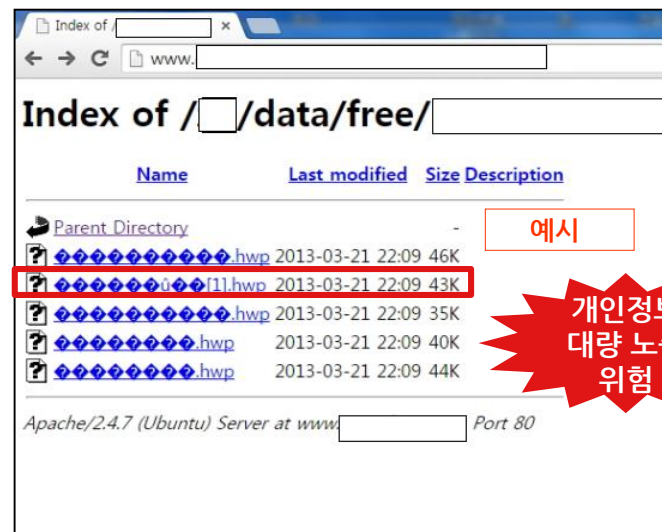 Index of /
www.
Index of / /data/free/
Name Last modified Size Description
Parent Directory -
예시
�����������.hwp 2013-03-21 22:09 46K
������û��[1].hwp 2013-03-21 22:09 43K
�����������.hwp 2013-03-21 22:09 35K
���������.hwp 2013-03-21 22:09 40K
���������.hwp 2013-03-21 22:09 44K
개인정보
대량 노
위험
Apache/2.4.7 (Ubuntu) Server at www. Port 80